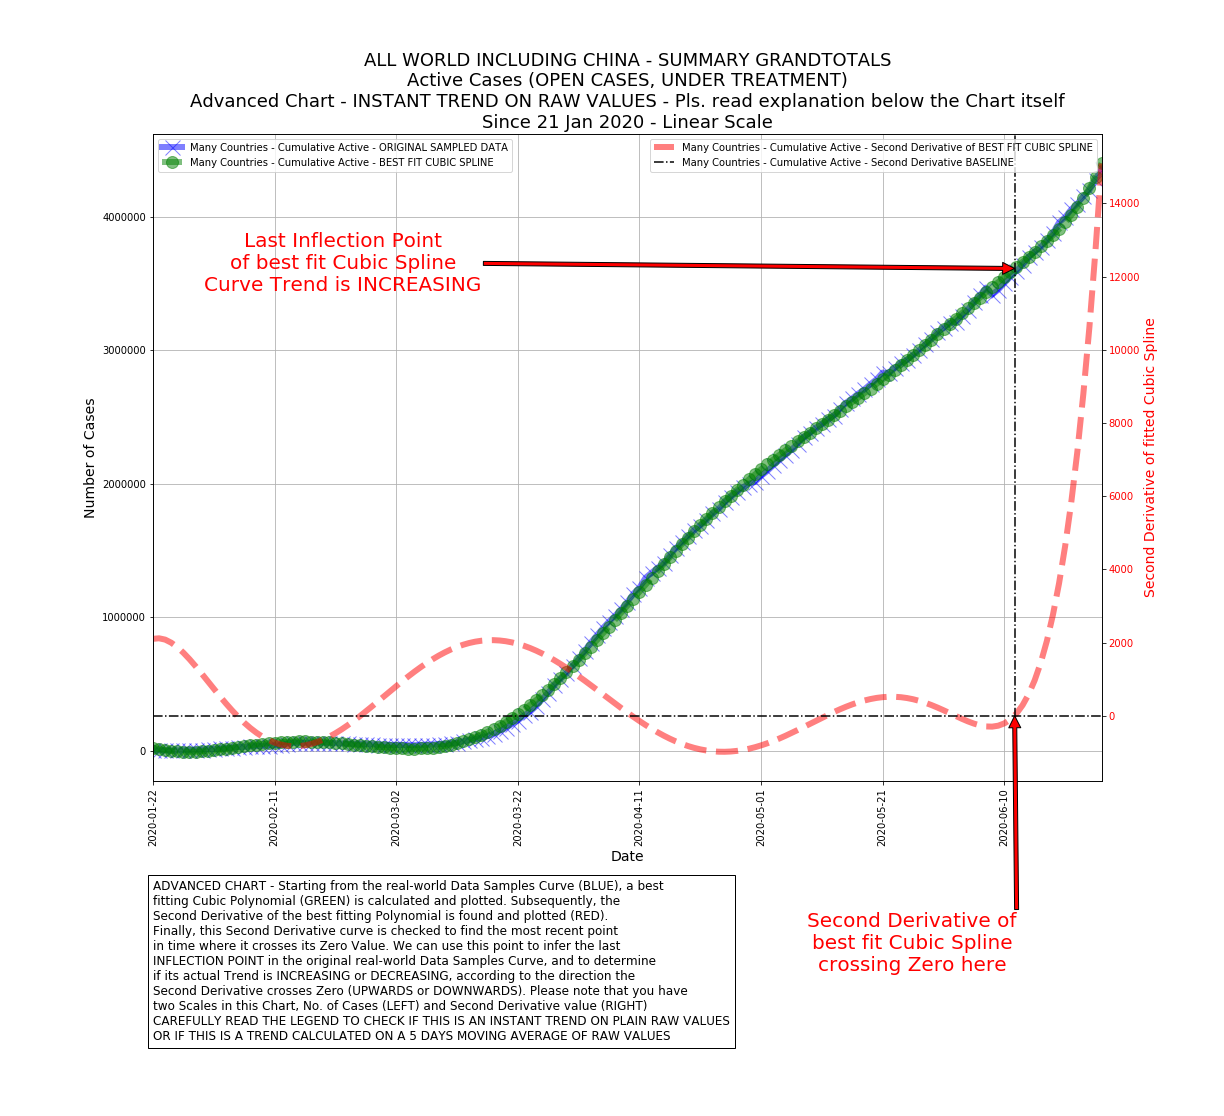 ALL WORLD INCLUDING CHINA - SUMMARY GRANDTOTALS
Active Cases (OPEN CASES, UNDER TREATMENT)
Advanced Chart - INSTANT TREND ON RAW VALUES - Pls. read explanation below the Chart itself
Since 21 Jan 2020 - Linear Scale
Many Countries - Cumulative Active - ORIGINAL SAMPLED DATA
Many Countries - Cumulative Active - BEST FIT CUBIC SPLINE
Many Countries - Cumulative Active - Second Derivative of BEST FIT CUBIC SPLINE
Many Countries - Cumulative Active - Second Derivative BASELINE
Last Inflection Point
of best fit Cubic Spline
Curve Trend is INCREASING
Number of Cases
4000000
3000000
2000000
1000000
0
14000
12000
10000
8000
6000
4000
2000
0
Second Derivative of fitted Cubic Spline
2020-01-22
2020-02-11
2020-03-02
2020-03-22
2020-04-11
2020-05-01
2020-05-21
2020-06-10
Date
ADVANCED CHART - Starting from the real-world Data Samples Curve (BLUE), a best
fitting Cubic Polynomial (GREEN) is calculated and plotted. Subsequently, the
Second Derivative of the best fitting Polynomial is found and plotted (RED).
Finally, this Second Derivative curve is checked to find the most recent point
in time where it crosses its Zero Value. We can use this point to infer the last
INFLECTION POINT in the original real-world Data Samples Curve, and to determine
if its actual Trend is INCREASING or DECREASING, according to the direction the
Second Derivative crosses Zero (UPWARDS or DOWNWARDS). Please note that you have
two Scales in this Chart, No. of Cases (LEFT) and Second Derivative value (RIGHT)
CAREFULLY READ THE LEGEND TO CHECK IF THIS IS AN INSTANT TREND ON PLAIN RAW VALUES
OR IF THIS IS A TREND CALCULATED ON A 5 DAYS MOVING AVERAGE OF RAW VALUES
Second Derivative of
best fit Cubic Spline
crossing Zero here